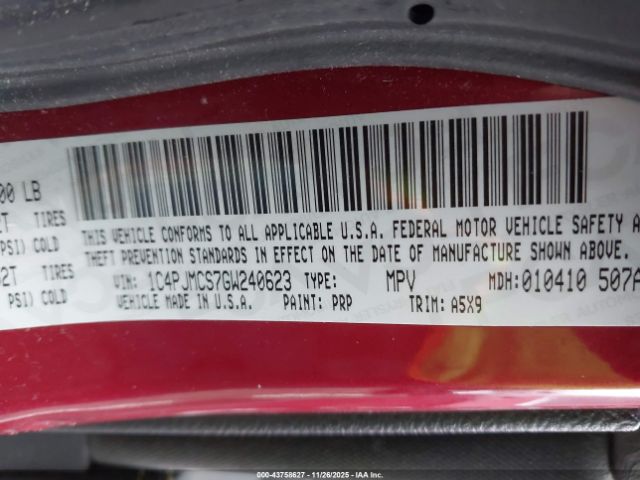 00 LB
TIRES
PSI) COLD
TIRES
PSI) COLD
THIS VEHICLE CONFORMS TO ALL APPLICABLE U.S.A. FEDERAL MOTOR VEHICLE SAFETY A
THEFT PREVENTION STANDARDS IN EFFECT ON THE DATE OF MANUFACTURE SHOWN ABOVE.
VIN: 1C4PJMCS7GW240623 TYPE: MPV MDH:010410 507A
VEHICLE MADE IN U.S.A. PAINT: PRP TRIM: A5X9
000-43758627 - 11/26/2025 - IAA Inc.